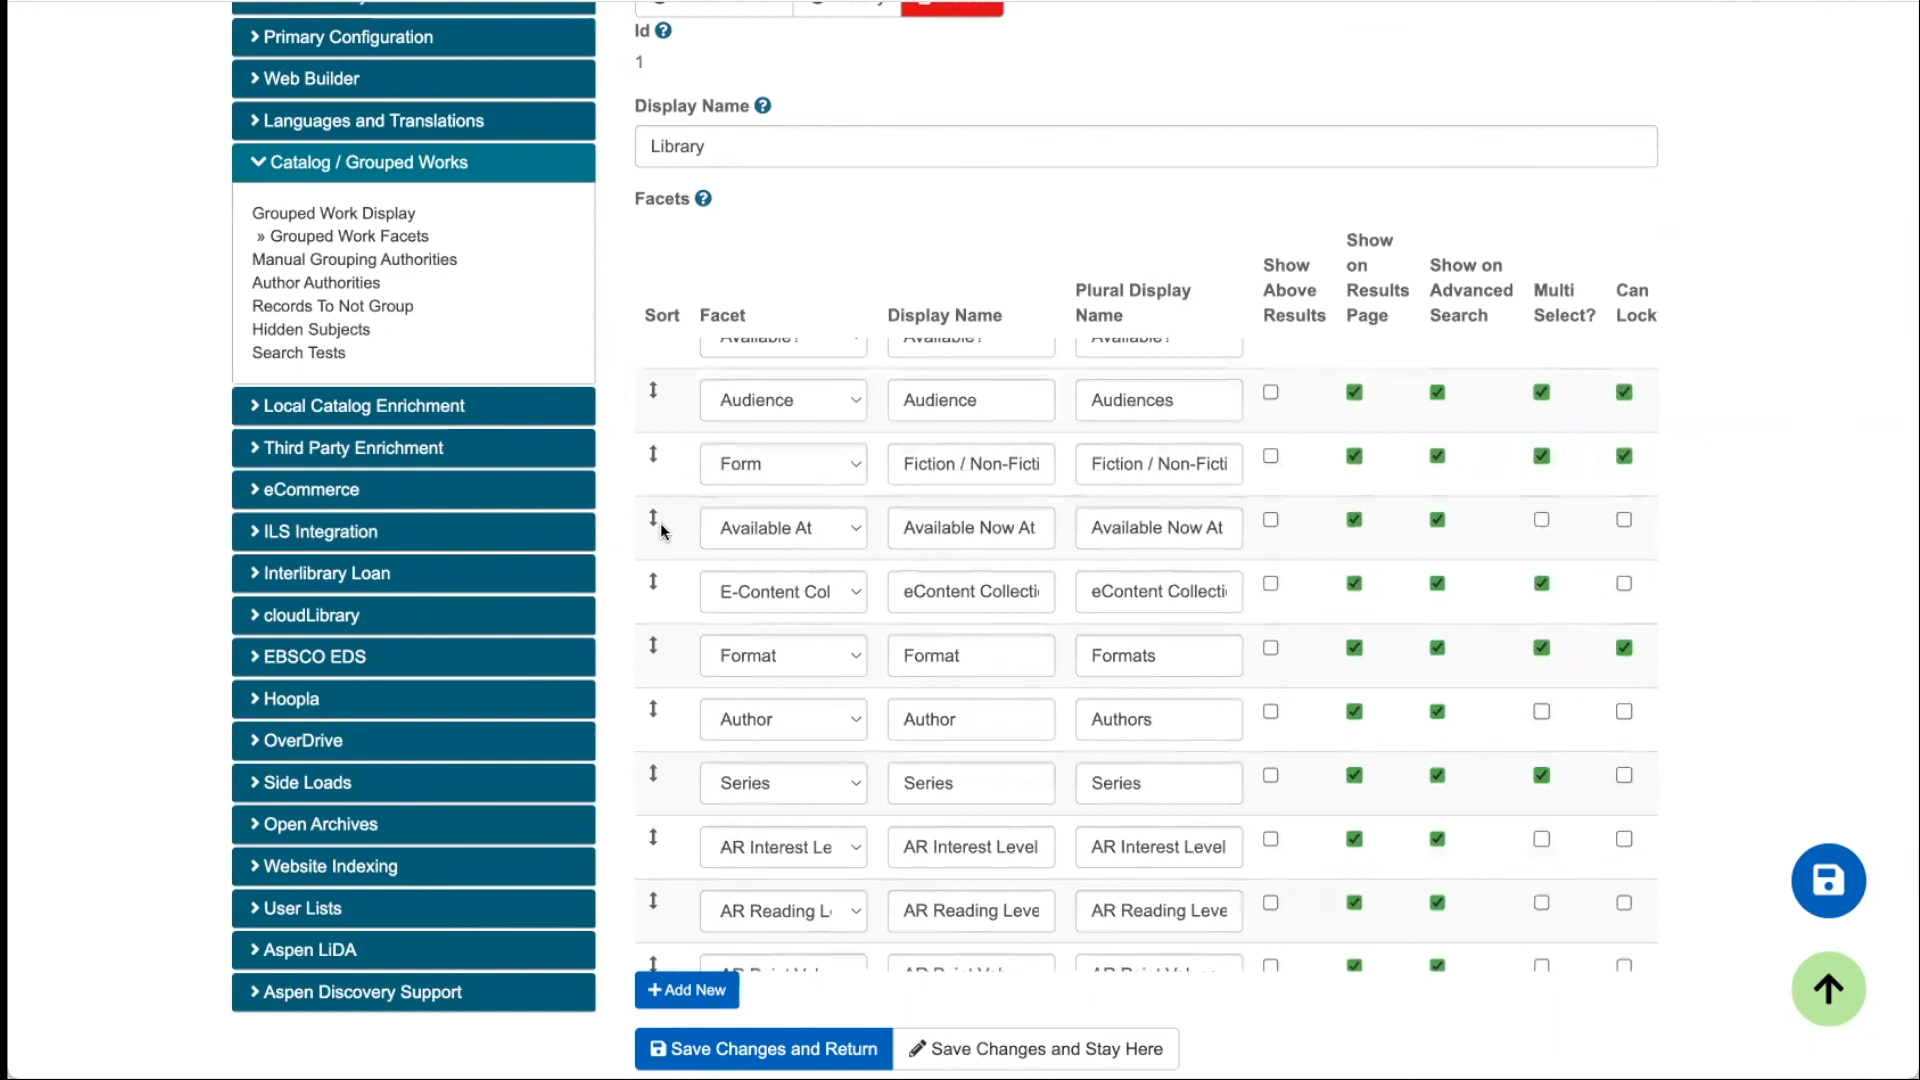 Primary Configuration
Web Builder
Languages and Translations
Catalog / Grouped Works
Grouped Work Display
» Grouped Work Facets
Manual Grouping Authorities
Author Authorities
Records To Not Group
Hidden Subjects
Search Tests
Local Catalog Enrichment
Third Party Enrichment
eCommerce
ILS Integration
Interlibrary Loan
cloudLibrary
EBSCO EDS
Hoopla
OverDrive
Side Loads
Open Archives
Website Indexing
User Lists
Aspen LiDA
Aspen Discovery Support
Id
1
Display Name
Library
Facets
Sort Facet Display Name Plural Display Name Show Above Results Show on Results Page Show on Advanced Search Multi Select? Can Lock
Available? Available? Available?
Audience Audience Audiences
Form Fiction / Non-Ficti Fiction / Non-Ficti
Available At Available Now At Available Now At
E-Content Col eContent Collecti eContent Collecti
Format Format Formats
Author Author Authors
Series Series Series
AR Interest Le AR Interest Level AR Interest Level
AR Reading L AR Reading Leve AR Reading Leve
+ Add New
Save Changes and Return Save Changes and Stay Here